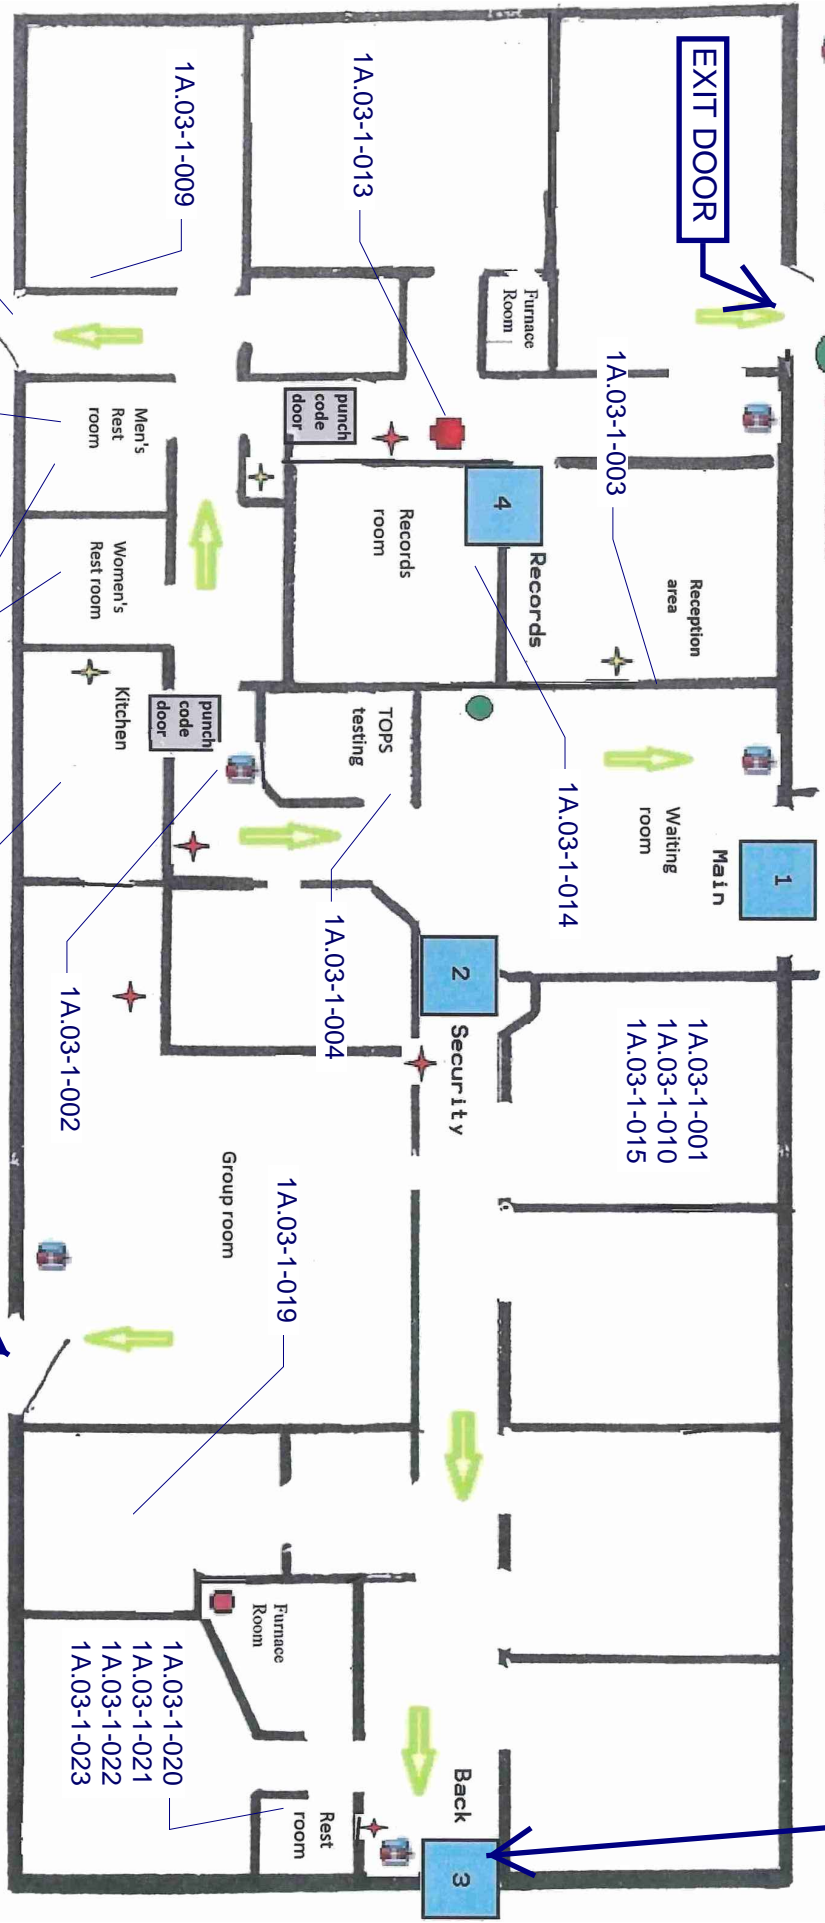 EXIT DOOR
1A.03-1-009
1A.03-1-013
Furnace
Room
1A.03-1-003
punch
code
door
Men's
Rest
room
Women's
Rest room
Records
room
4
Records
Reception
area
Kitchen
punch
code
door
TOPS
testing
1A.03-1-014
Waiting
room
Main
1
1A.03-1-004
1A.03-1-002
2
Security
1A.03-1-001
1A.03-1-010
1A.03-1-015
Group room
1A.03-1-019
Furnace
Room
1A.03-1-020
1A.03-1-021
1A.03-1-022
1A.03-1-023
Rest
room
Back
3